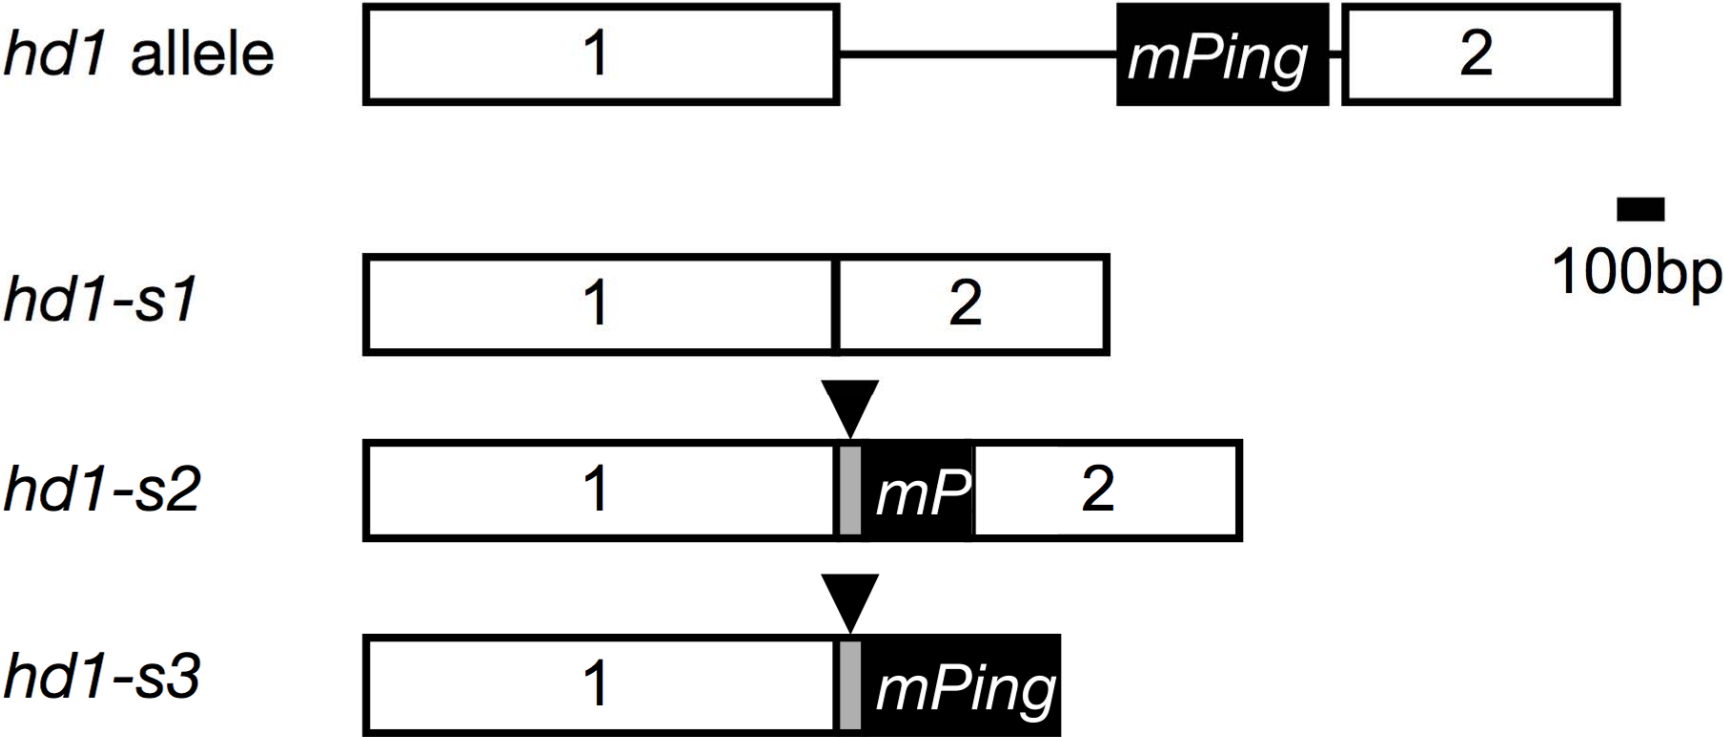 hd1 allele 1 mPing 2
100bp
hd1-s1 1 2
hd1-s2 1 mP 2
hd1-s3 1 mPing